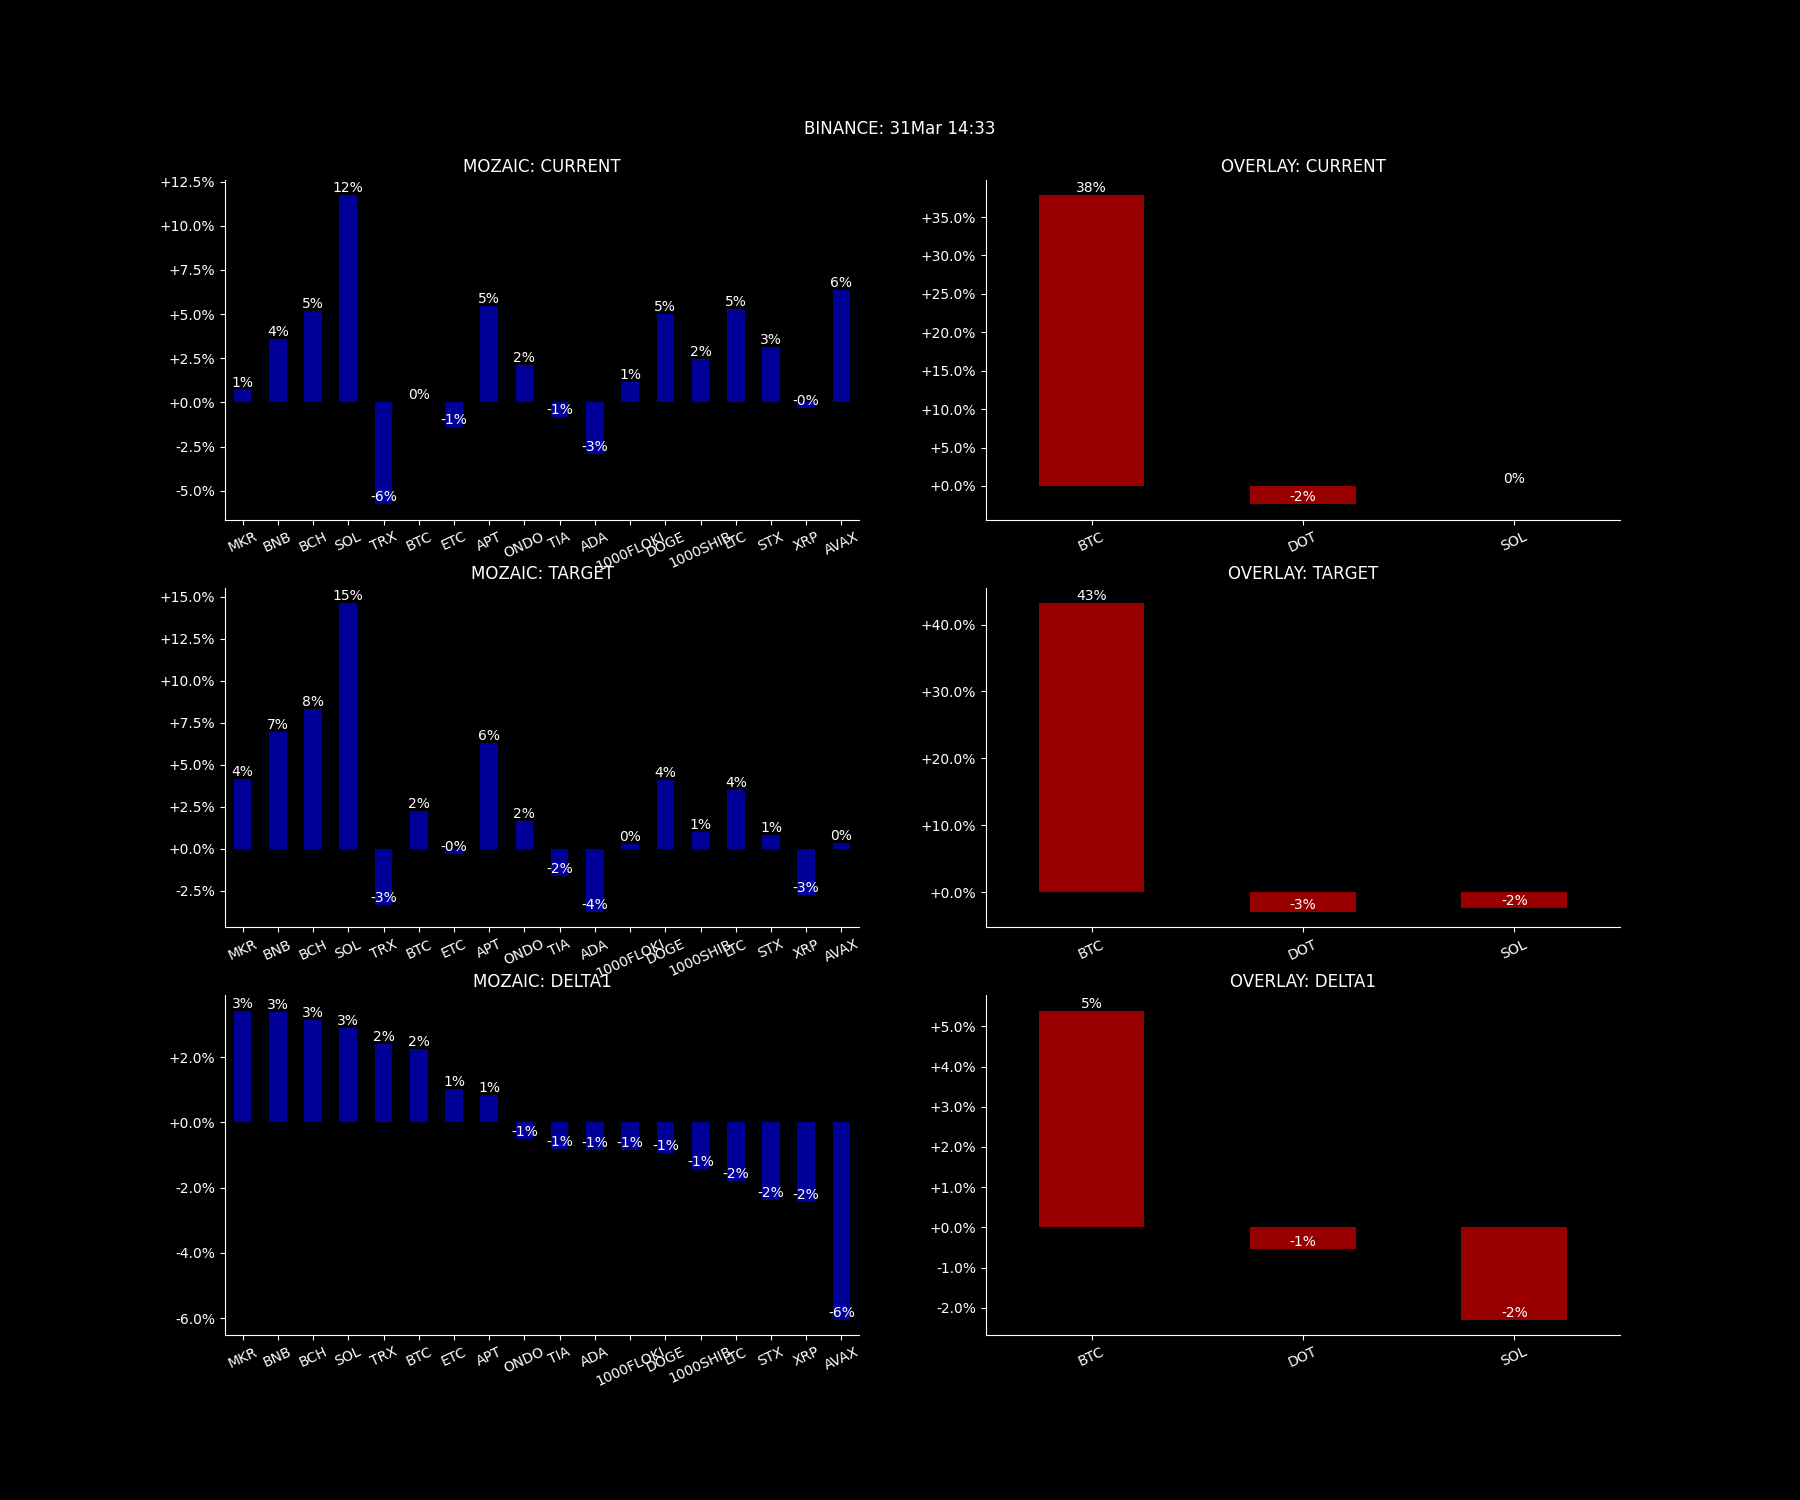 BINANCE: 31Mar 14:33
MOZAIC: CURRENT
+12.5%
+10.0%
+7.5%
+5.0%
+2.5%
+0.0%
-2.5%
-5.0%
1% 4% 5% 12% -6% 0% -1% 5% 2% -1% -3% 1% 5% 2% 5% 3% -0% 6%
MKR BNB BCH SOL TRX BTC ETC APT ONDO TIA ADA 1000FLOKI DOGE 1000SHIB LTC STX XRP AVAX
OVERLAY: CURRENT
+35.0%
+30.0%
+25.0%
+20.0%
+15.0%
+10.0%
+5.0%
+0.0%
38% -2% 0%
BTC DOT SOL
MOZAIC: TARGET
+15.0%
+12.5%
+10.0%
+7.5%
+5.0%
+2.5%
+0.0%
-2.5%
4% 7% 8% 15% -3% 2% -0% 6% 2% -2% -4% 0% 4% 1% 4% 1% -3% 0%
MKR BNB BCH SOL TRX BTC ETC APT ONDO TIA ADA 1000FLOKI DOGE 1000SHIB LTC STX XRP AVAX
OVERLAY: TARGET
+40.0%
+30.0%
+20.0%
+10.0%
+0.0%
43% -3% -2%
BTC DOT SOL
MOZAIC: DELTA1
+2.0%
+0.0%
-2.0%
-4.0%
-6.0%
3% 3% 3% 3% 2% 2% 1% 1% -1% -1% -1% -1% -1% -1% -2% -2% -2% -6%
MKR BNB BCH SOL TRX BTC ETC APT ONDO TIA ADA 1000FLOKI DOGE 1000SHIB LTC STX XRP AVAX
OVERLAY: DELTA1
+5.0%
+4.0%
+3.0%
+2.0%
+1.0%
+0.0%
-1.0%
-2.0%
5% -1% -2%
BTC DOT SOL